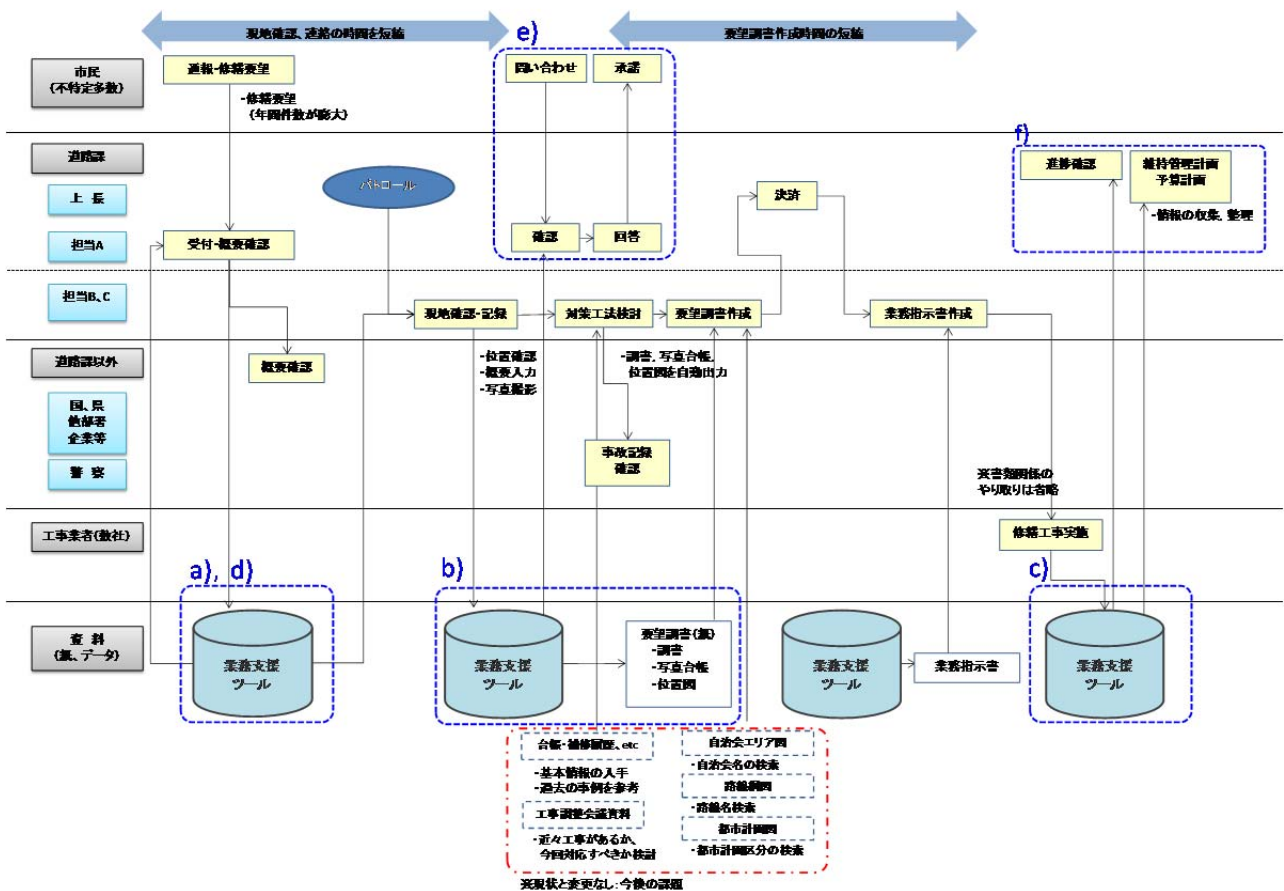 現地確認、連絡の時間を短縮
要望調書作成時間の短縮
e)
市民
(不特定多数)
通報・修繕要望
-修繕要望
(年間件数が膨大)
問い合わせ
承諾
f)
道路課
上 長
担当A
パトロール
決済
進捗確認
維持管理計画
予算計画
-情報の収集,整理
受付・概要確認
確認
回答
担当B、C
現地確認・記録
対策工法検討
要望調書作成
業務指示書作成
道路課以外
国、県
他部署
企業等
警 察
概要確認
-位置確認
-概要入力
-写真撮影
-調書,写真台帳,
位置図を自動出力
事故記録
確認
※書類関係の
やり取りは省略
工事業者(数社)
修繕工事実施
a), d)
b)
c)
資 料
(紙、データ)
業務支援
ツール
業務支援
ツール
要望調書(紙)
-調書
-写真台帳
-位置図
業務支援
ツール
業務指示書
業務支援
ツール
台帳・補修履歴、etc
-基本情報の入手
-過去の事例を参考
工事調整会議資料
-近々工事があるか、
今回対応すべきか検討
自治会エリア図
-自治会名の検索
路線網図
-路線名検索
都市計画図
-都市計画区分の検索
※現状と変更なし:今後の課題